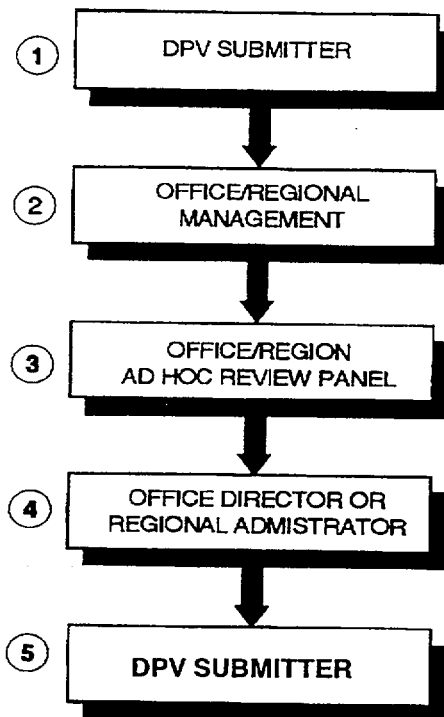 1 DPV SUBMITTER
2 OFFICE/REGIONAL
MANAGEMENT
3 OFFICE/REGION
AD HOC REVIEW PANEL
4 OFFICE DIRECTOR OR
REGIONAL ADMISTRATOR
5 DPV SUBMITTER